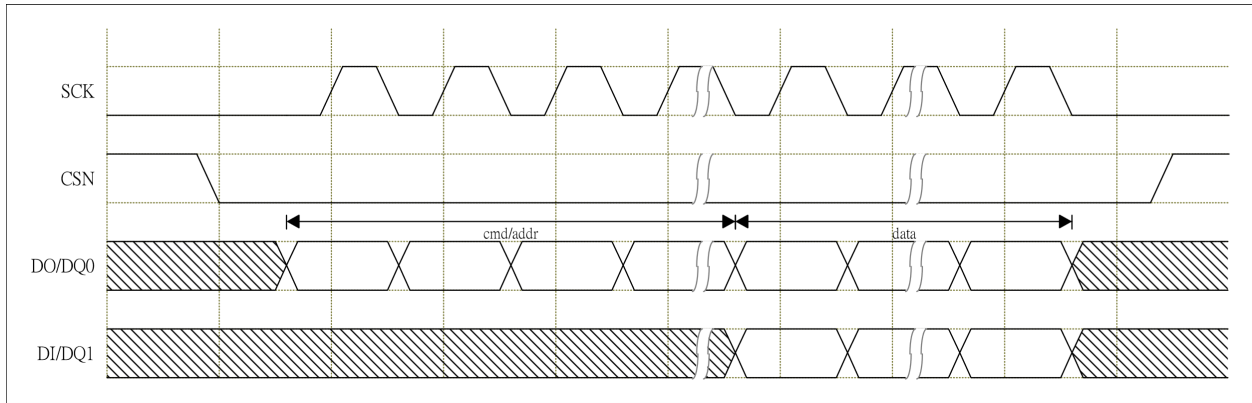 SCK
CSN
cmd/addr
data
DO/DQ0
DI/DQ1